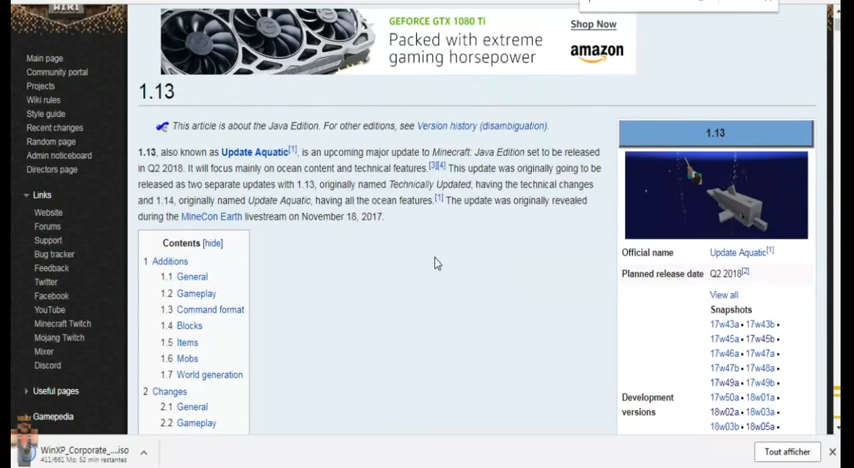 WIKI
Main page
Community portal
Projects
Wiki rules
Style guide
Recent changes
Random page
Admin noticeboard
Directors page
Links
Website
Forums
Support
Bug tracker
Feedback
Twitter
Facebook
YouTube
Minecraft Twitch
Mojang Twitch
Mixer
Discord
Useful pages
Gamepedia
GEFORCE GTX 1080 Ti
Packed with extreme
gaming horsepower
Shop Now
amazon
1.13
This article is about the Java Edition. For other editions, see Version history (disambiguation).
1.13, also known as Update Aquatic[1], is an upcoming major update to Minecraft: Java Edition set to be released
in Q2 2018. It will focus mainly on ocean content and technical features.[3][4] This update was originally going to be
released as two separate updates with 1.13, originally named Technically Updated, having the technical changes
and 1.14, originally named Update Aquatic, having all the ocean features.[1] The update was originally revealed
during the MineCon Earth livestream on November 18, 2017.
Contents [hide]
1 Additions
1.1 General
1.2 Gameplay
1.3 Command format
1.4 Blocks
1.5 Items
1.6 Mobs
1.7 World generation
2 Changes
2.1 General
2.2 Gameplay
1.13
Official name Update Aquatic[1]
Planned release date Q2 2018[2]
View all
Snapshots
17w43a • 17w43b •
17w45a • 17w45b •
17w46a • 17w47a •
17w47b • 17w48a •
17w49a • 17w49b •
Development versions
17w50a • 18w01a •
18w02a • 18w03a •
18w03b • 18w05a •
WinXP_Corporate_....iso
411/661 Mo; 52 min restantes
Tout afficher